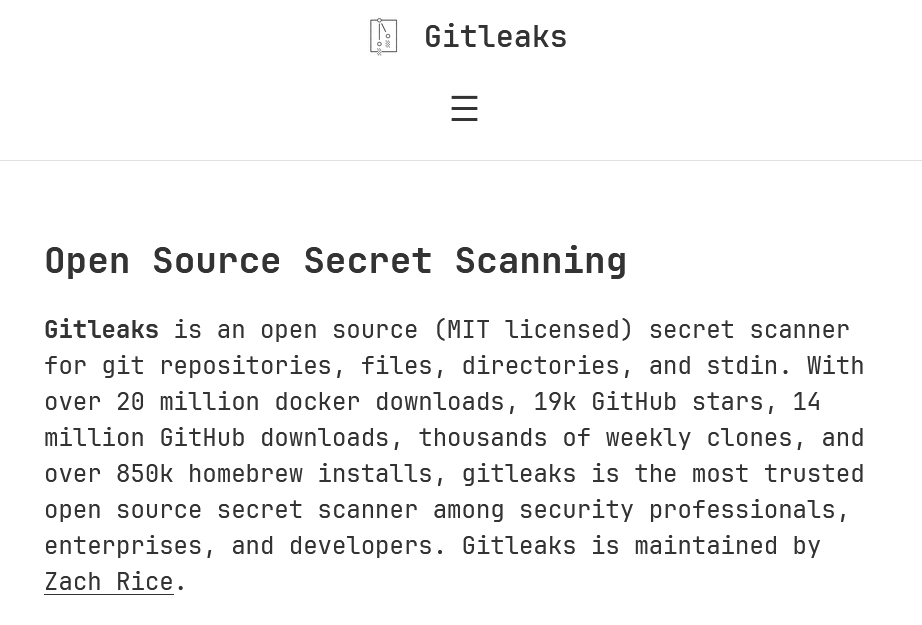 Gitleaks
Open Source Secret Scanning
Gitleaks is an open source (MIT licensed) secret scanner
for git repositories, files, directories, and stdin. With
over 20 million docker downloads, 19k GitHub stars, 14
million GitHub downloads, thousands of weekly clones, and
over 850k homebrew installs, gitleaks is the most trusted
open source secret scanner among security professionals,
enterprises, and developers. Gitleaks is maintained by
Zach Rice.